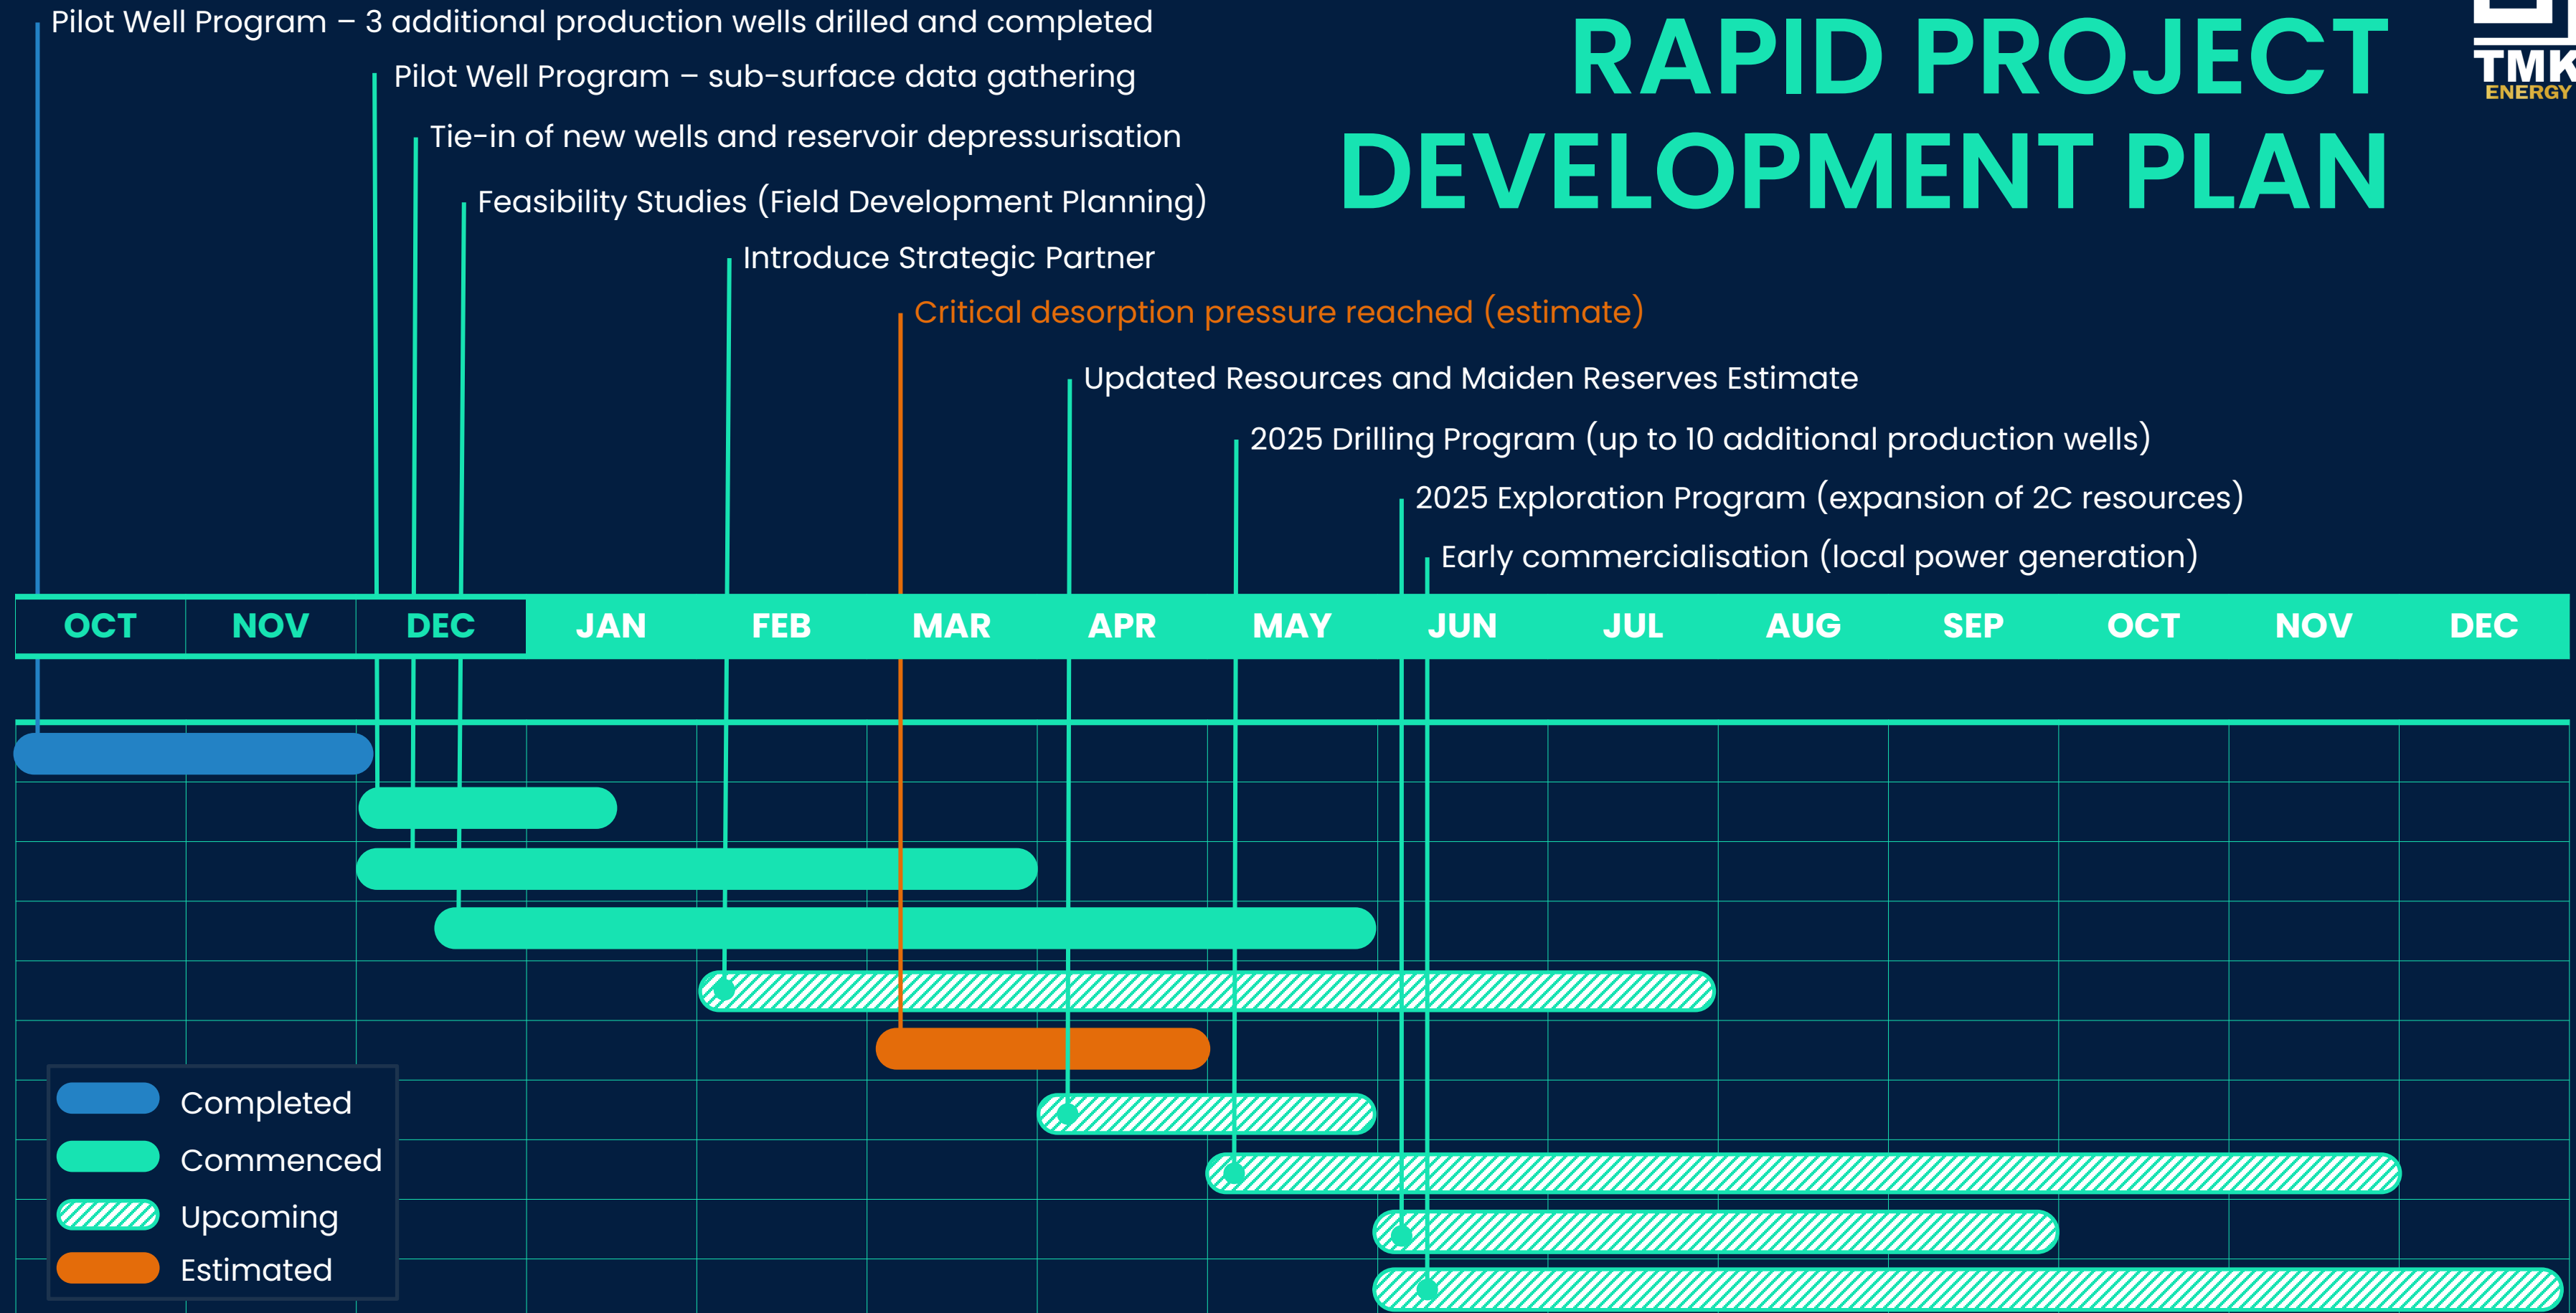 Pilot Well Program – 3 additional production wells drilled and completed
RAPID PROJECT
DEVELOPMENT PLAN
TMK
ENERGY
Pilot Well Program – sub-surface data gathering
Tie-in of new wells and reservoir depressurisation
Feasibility Studies (Field Development Planning)
Introduce Strategic Partner
Critical desorption pressure reached (estimate)
Updated Resources and Maiden Reserves Estimate
2025 Drilling Program (up to 10 additional production wells)
2025 Exploration Program (expansion of 2C resources)
Early commercialisation (local power generation)
OCT NOV DEC JAN FEB MAR APR MAY JUN JUL AUG SEP OCT NOV DEC
Completed
Commenced
Upcoming
Estimated